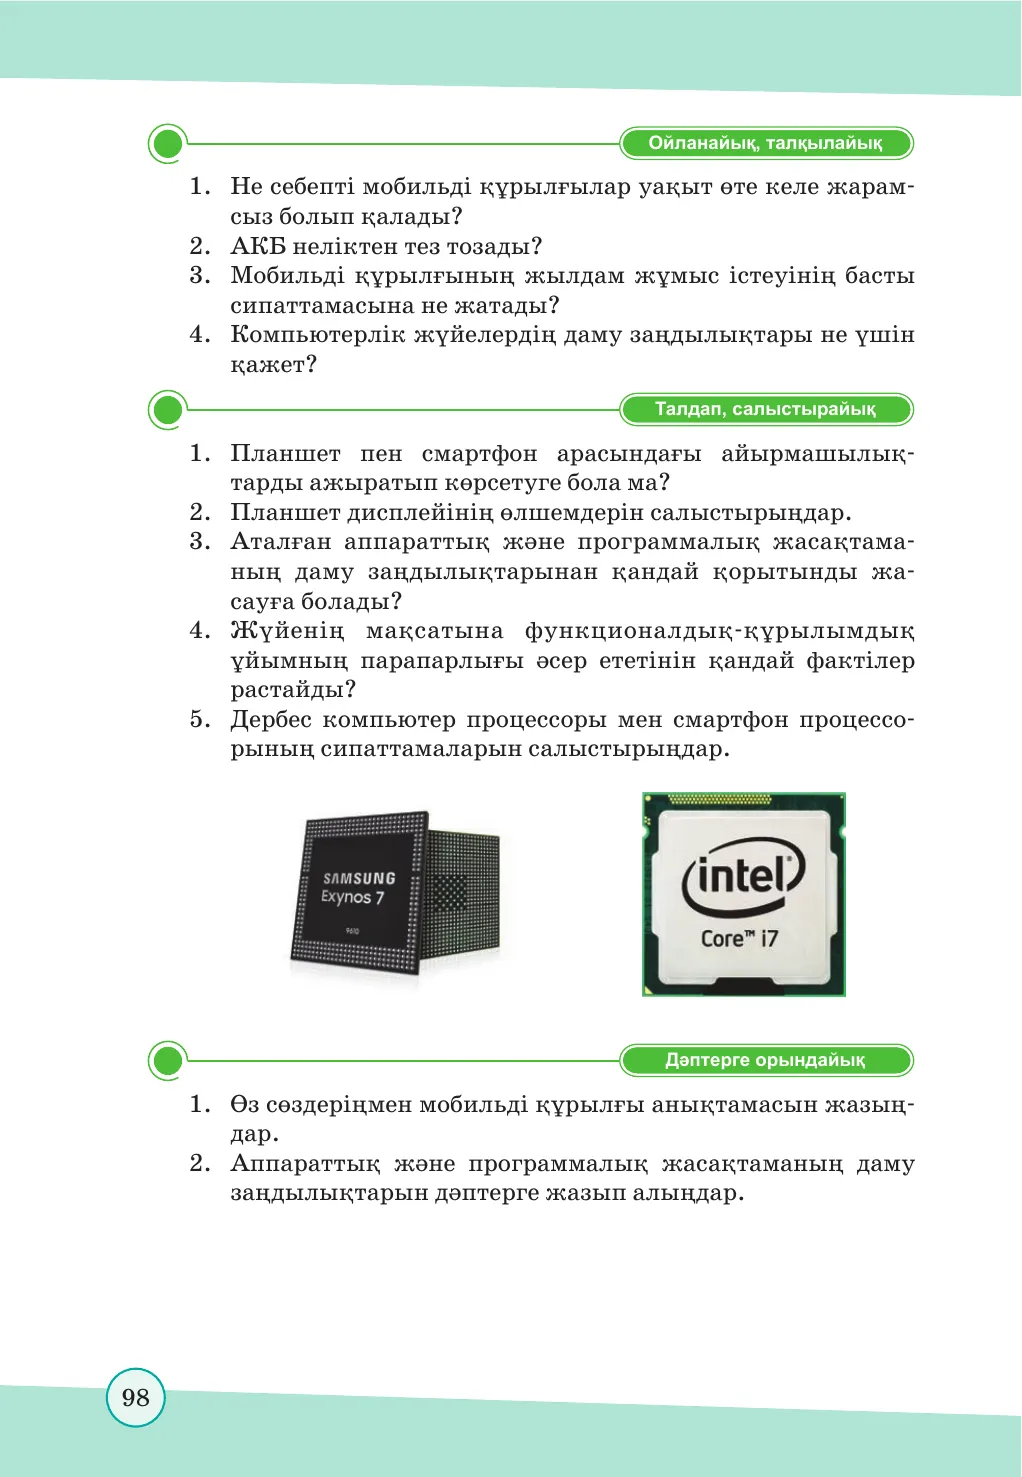 Ойланайық, талқылайық
1. Не себепті мобильді құрылғылар уақыт өте келе жарам-
сыз болып қалады?
2. АКБ неліктен тез тозады?
3. Мобильді құрылғының жылдам жұмыс істеуінің басты
сипаттамасына не жатады?
4. Компьютерлік жүйелердің даму заңдылықтары не үшін
қажет?
Талдап, салыстырайық
1. Планшет пен смартфон арасындағы айырмашылық-
тарды ажыратып көрсетуге бола ма?
2. Планшет дисплейінің өлшемдерін салыстырыңдар.
3. Аталған аппараттық және программалық жасақтама-
ның даму заңдылықтарынан қандай қорытынды жа-
сауға болады?
4. Жүйенің мақсатына функционалдық-құрылымдық
ұйымның парапарлығы әсер ететінін қандай фактілер
растайды?
5. Дербес компьютер процессоры мен смартфон процессо-
рының сипаттамаларын салыстырыңдар.
SAMSUNG
Exynos 7
9610
intel
Core™ i7
Дәптерге орындайық
1. Өз сөздеріңмен мобильді құрылғы анықтамасын жазың-
дар.
2. Аппараттық және программалық жасақтаманың даму
заңдылықтарын дәптерге жазып алыңдар.
98